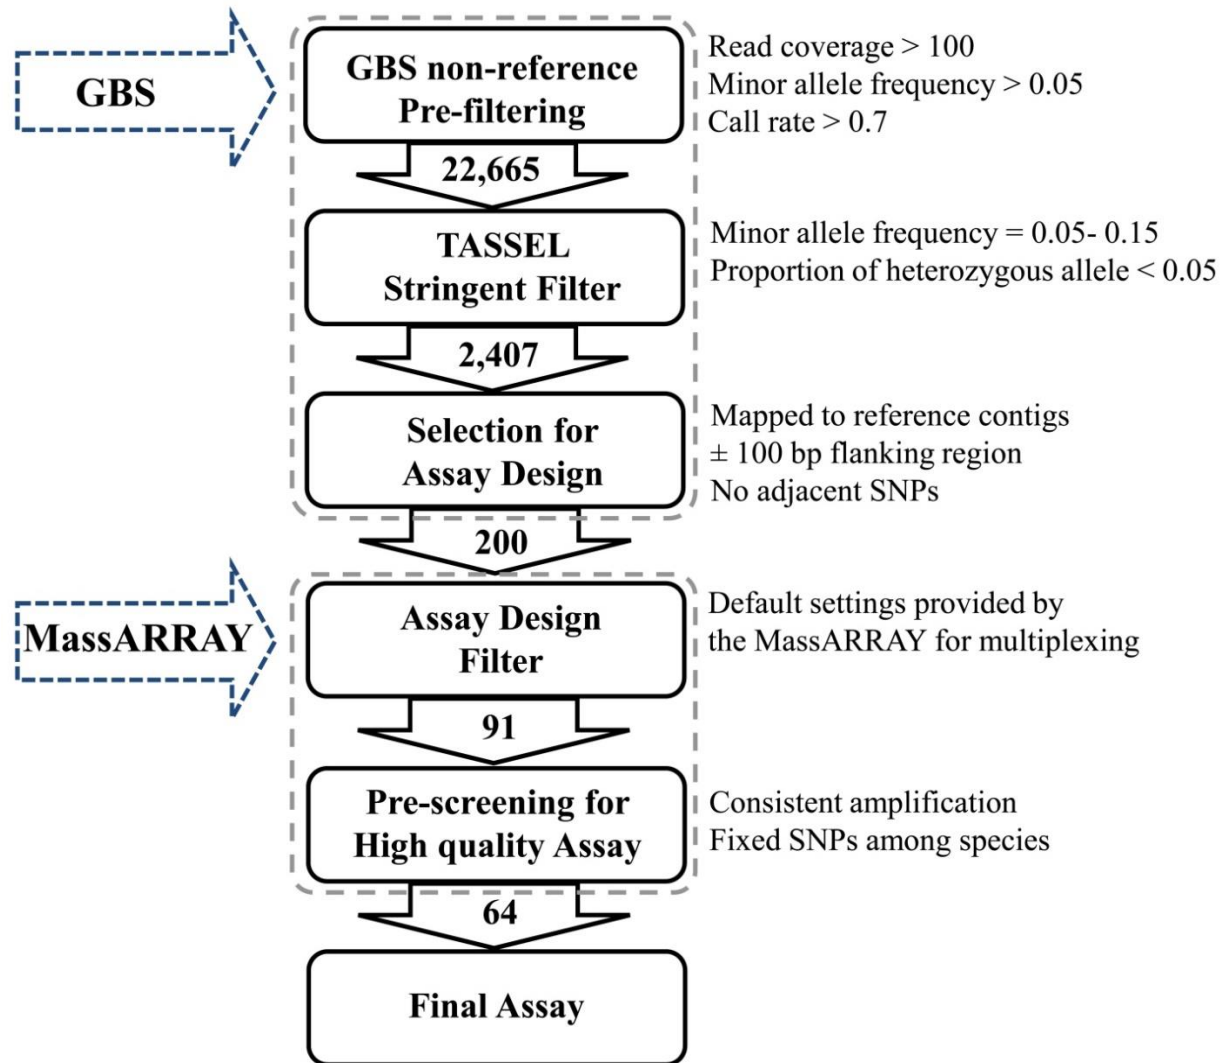 GBS
GBS non-reference
Pre-filtering
Read coverage > 100
Minor allele frequency > 0.05
Call rate > 0.7
22,665
TASSEL
Stringent Filter
Minor allele frequency = 0.05- 0.15
Proportion of heterozygous allele < 0.05
2,407
Selection for
Assay Design
Mapped to reference contigs
± 100 bp flanking region
No adjacent SNPs
200
MassARRAY
Assay Design
Filter
Default settings provided by
the MassARRAY for multiplexing
91
Pre-screening for
High quality Assay
Consistent amplification
Fixed SNPs among species
64
Final Assay